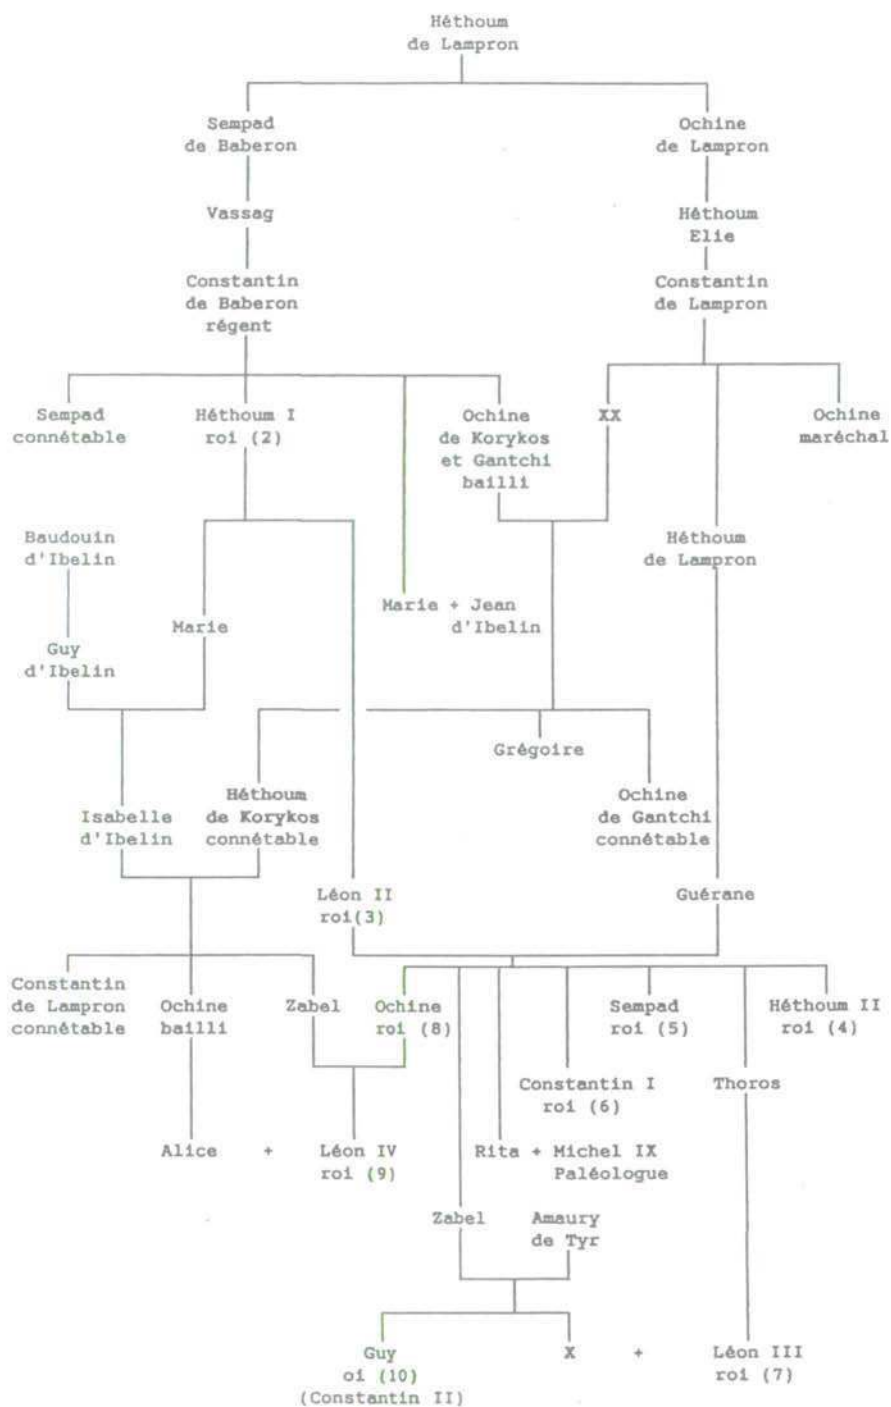 Héthoum
de Lampron
Sempad
de Baberon
Ochine
de Lampron
Vassag
Héthoum
Elie
Constantin
de Baberon
régent
Constantin
de Lampron
Sempad
connétable
Héthoum I
roi (2)
Ochine
de Korykos
et Gantchi
bailli
XX
Ochine
maréchal
Baudouin
d'Ibelin
Héthoum
de Lampron
Marie + Jean
d'Ibelin
Marie
Guy
d'Ibelin
Grégoire
Isabelle
d'Ibelin
Héthoum
de Korykos
connétable
Ochine
de Gantchi
connétable
Léon II
roi(3)
Guérane
Constantin
de Lampron
connétable
Ochine
bailli
Zabel
Ochine
roi (8)
Sempad
roi (5)
Héthoum II
roi (4)
Constantin I
roi (6)
Thoros
Alice + Léon IV
roi (9)
Rita + Michel IX
Paléologue
Zabel
Amaury
de Tyr
Guy
oi (10)
(Constantin II)
X + Léon III
roi (7)